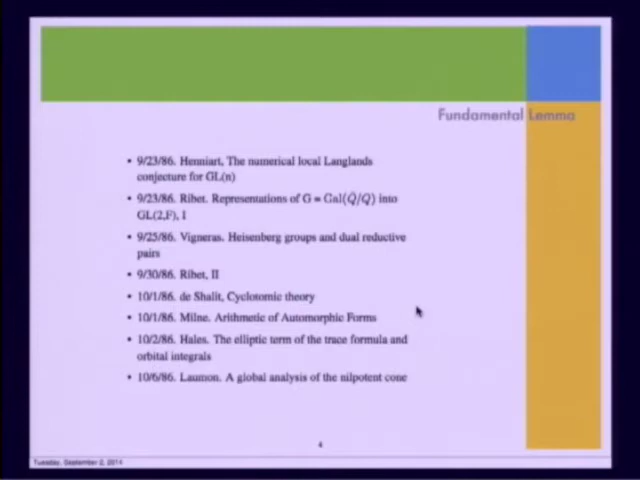 Fundamental Lemma
• 9/23/86. Henniart, The numerical local Langlands
conjecture for GL(n)
• 9/23/86. Ribet. Representations of G = Gal(Q̄/Q) into
GL(2,F), I
• 9/25/86. Vigneras. Heisenberg groups and dual reductive
pairs
• 9/30/86. Ribet, II
• 10/1/86. de Shalit, Cyclotomic theory
• 10/1/86. Milne. Arithmetic of Automorphic Forms
• 10/2/86. Hales. The elliptic term of the trace formula and
orbital integrals
• 10/6/86. Laumon. A global analysis of the nilpotent cone
4
Tuesday, September 2, 2014